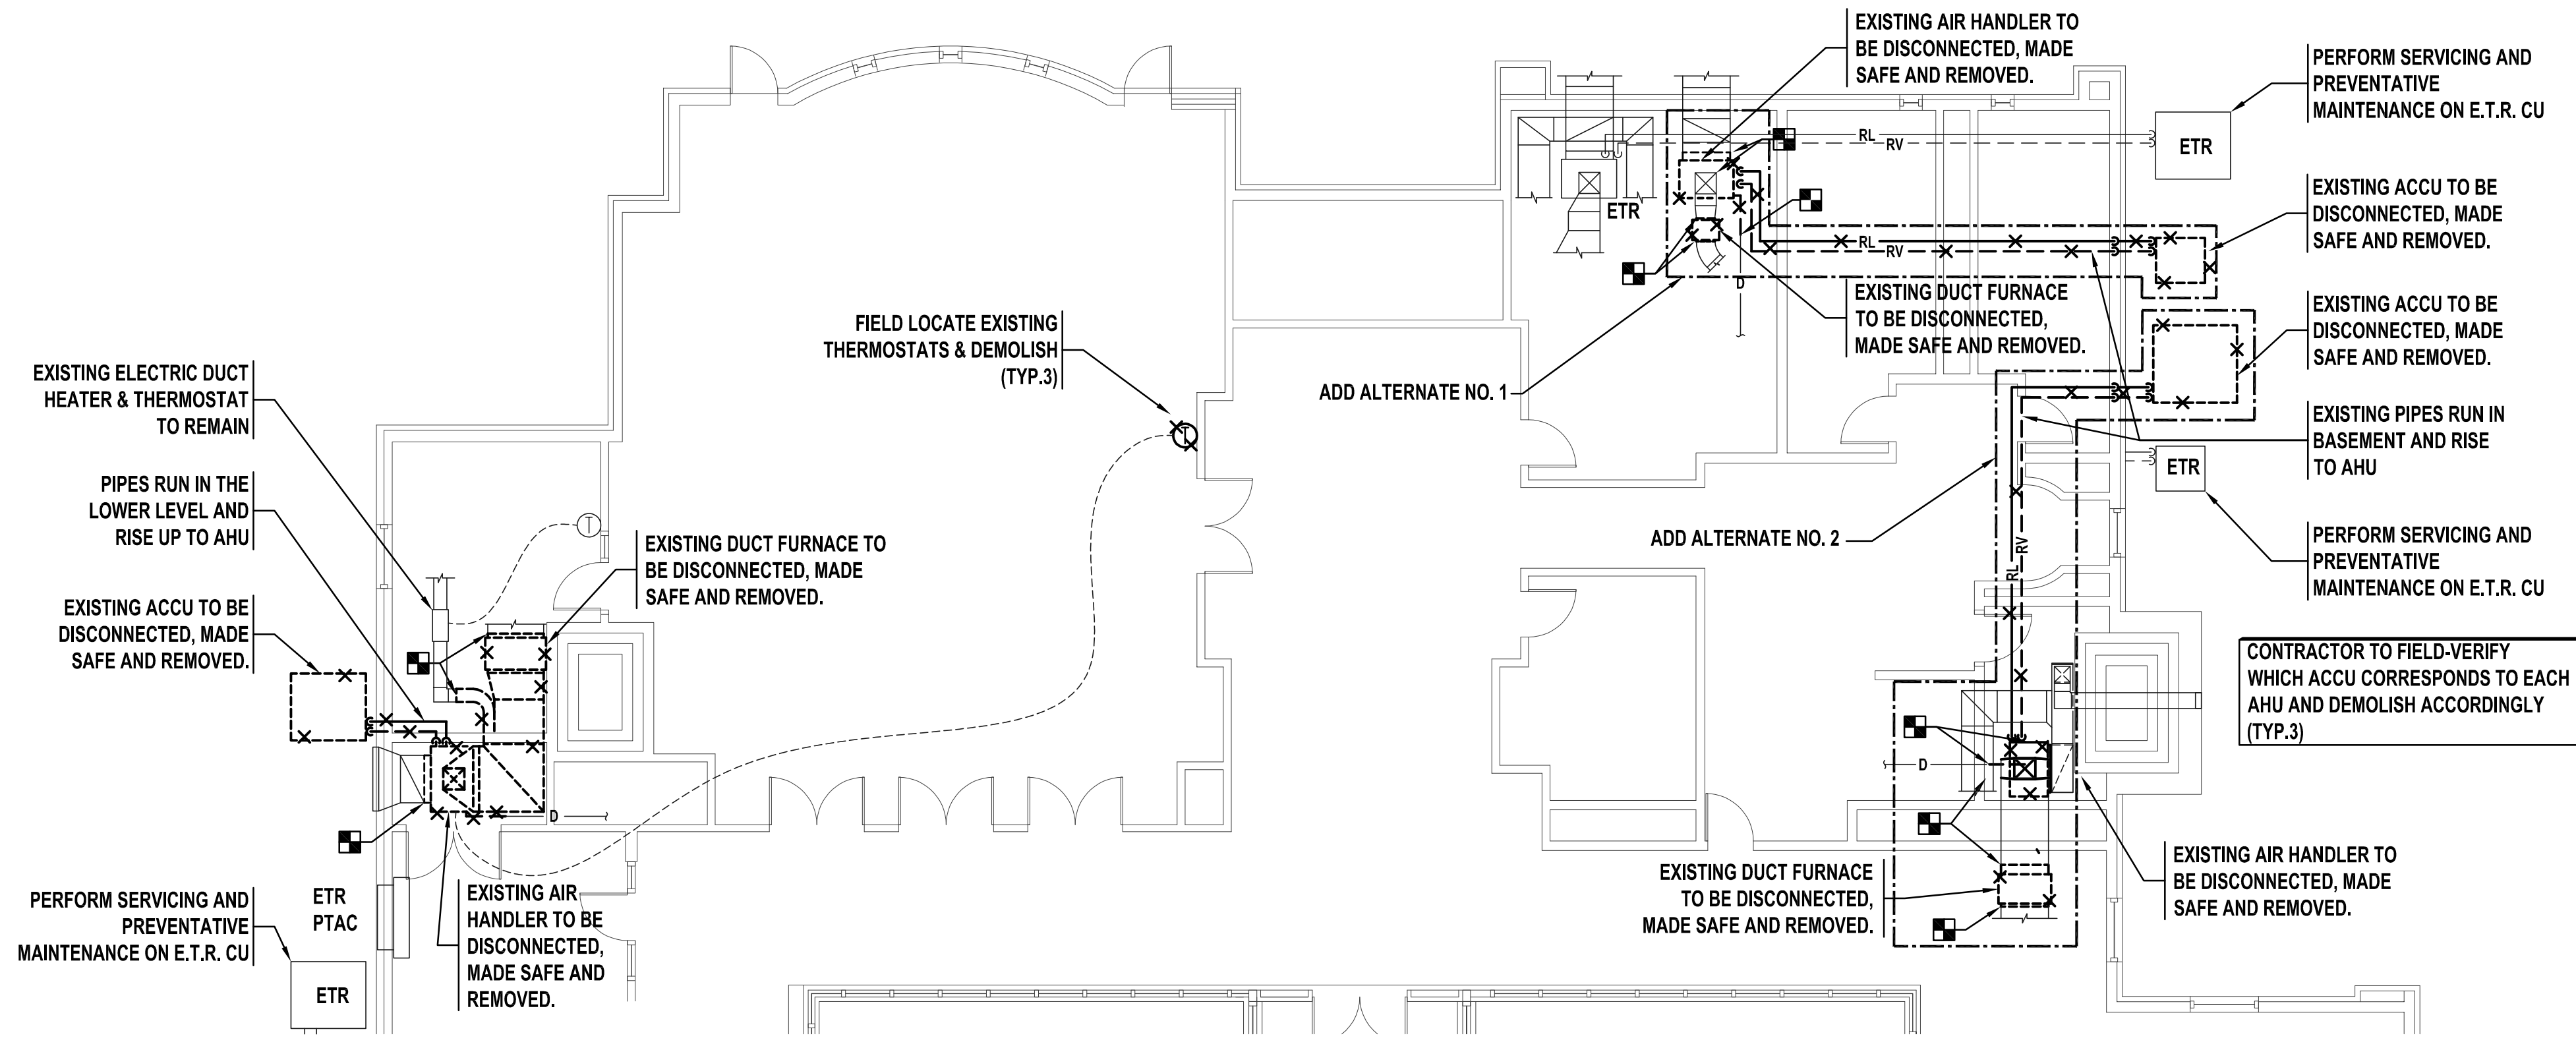 EXISTING AIR HANDLER TO
BE DISCONNECTED, MADE
SAFE AND REMOVED.
PERFORM SERVICING AND
PREVENTATIVE
MAINTENANCE ON E.T.R. CU
RL
RV
ETR
ETR
EXISTING ACCU TO BE
DISCONNECTED, MADE
SAFE AND REMOVED.
RL
RV
D
EXISTING DUCT FURNACE
TO BE DISCONNECTED,
MADE SAFE AND REMOVED.
EXISTING ACCU TO BE
DISCONNECTED, MADE
SAFE AND REMOVED.
FIELD LOCATE EXISTING
THERMOSTATS & DEMOLISH
(TYP.3)
T
ADD ALTERNATE NO. 1
EXISTING ELECTRIC DUCT
HEATER & THERMOSTAT
TO REMAIN
EXISTING PIPES RUN IN
BASEMENT AND RISE
TO AHU
ETR
PIPES RUN IN THE
LOWER LEVEL AND
RISE UP TO AHU
T
ADD ALTERNATE NO. 2
RV
RL
PERFORM SERVICING AND
PREVENTATIVE
MAINTENANCE ON E.T.R. CU
EXISTING DUCT FURNACE TO
BE DISCONNECTED, MADE
SAFE AND REMOVED.
EXISTING ACCU TO BE
DISCONNECTED, MADE
SAFE AND REMOVED.
CONTRACTOR TO FIELD-VERIFY
WHICH ACCU CORRESPONDS TO EACH
AHU AND DEMOLISH ACCORDINGLY
(TYP.3)
D
D
EXISTING AIR HANDLER TO
BE DISCONNECTED, MADE
SAFE AND REMOVED.
EXISTING DUCT FURNACE
TO BE DISCONNECTED,
MADE SAFE AND REMOVED.
PERFORM SERVICING AND
PREVENTATIVE
MAINTENANCE ON E.T.R. CU
ETR
PTAC
EXISTING AIR
HANDLER TO BE
DISCONNECTED,
MADE SAFE AND
REMOVED.
ETR